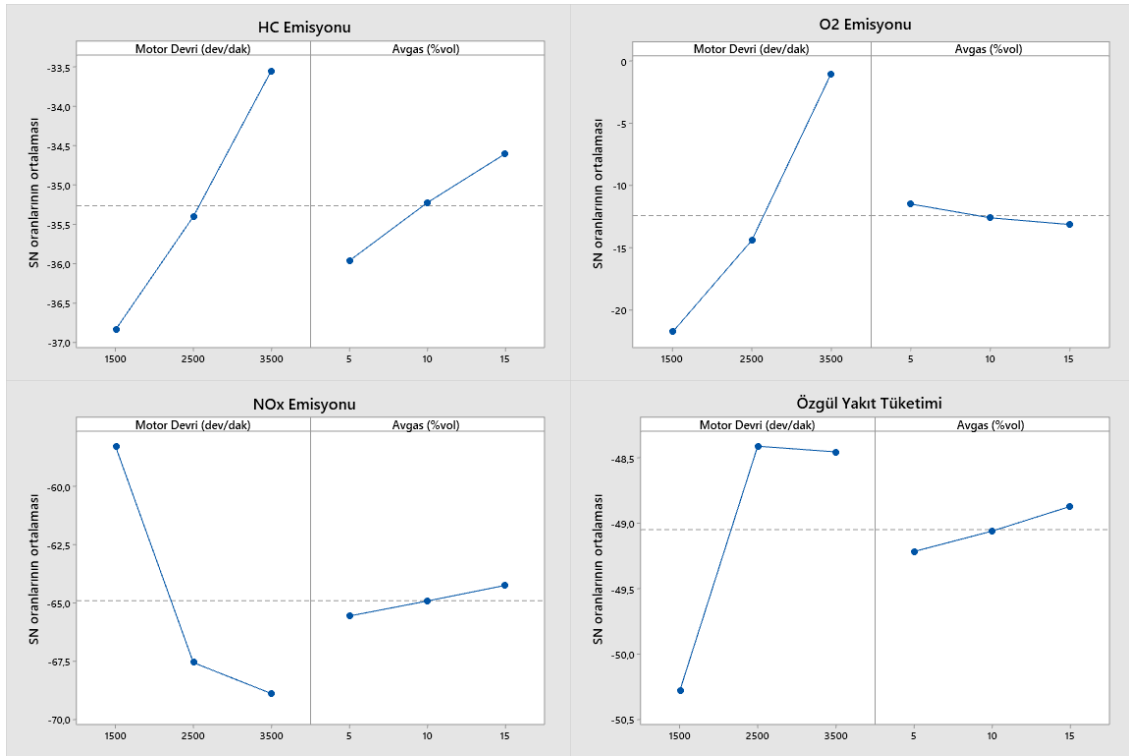 HC Emisyonu
Motor Devri (dev/dak) Avgas (%vol)
SN oranlarının ortalaması
-33,5
-34,0
-34,5
-35,0
-35,5
-36,0
-36,5
-37,0
1500 2500 3500 5 10 15
O2 Emisyonu
Motor Devri (dev/dak) Avgas (%vol)
SN oranlarının ortalaması
0
-5
-10
-15
-20
1500 2500 3500 5 10 15
NOx Emisyonu
Motor Devri (dev/dak) Avgas (%vol)
SN oranlarının ortalaması
-60,0
-62,5
-65,0
-67,5
-70,0
1500 2500 3500 5 10 15
Özgül Yakıt Tüketimi
Motor Devri (dev/dak) Avgas (%vol)
SN oranlarının ortalaması
-48,5
-49,0
-49,5
-50,0
-50,5
1500 2500 3500 5 10 15